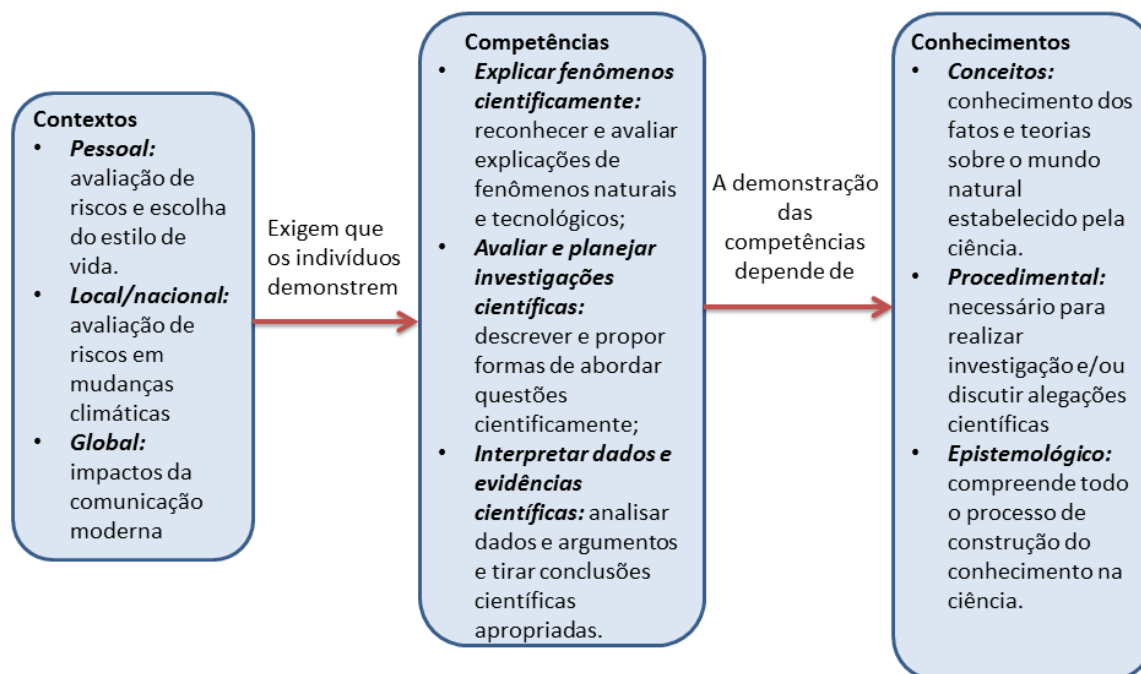 Contextos
• Pessoal:
avaliação de
riscos e escolha
do estilo de
vida.
• Local/nacional:
avaliação de
riscos em
mudanças
climáticas
• Global:
impactos da
comunicação
moderna
Exigem que
os indivíduos
demonstrem
Competências
• Explicar fenômenos
cientificamente:
reconhecer e avaliar
explicações de
fenômenos naturais
e tecnológicos;
• Avaliar e planejar
investigações
científicas:
descrever e propor
formas de abordar
questões
cientificamente;
• Interpretar dados e
evidências
científicas: analisar
dados e argumentos
e tirar conclusões
científicas
apropriadas.
A demonstração
das
competências
depende de
Conhecimentos
• Conceitos:
conhecimento dos
fatos e teorias
sobre o mundo
natural
estabelecido pela
ciência.
• Procedimental:
necessário para
realizar
investigação e/ou
discutir alegações
científicas
• Epistemológico:
compreende todo
o processo de
construção do
conhecimento na
ciência.